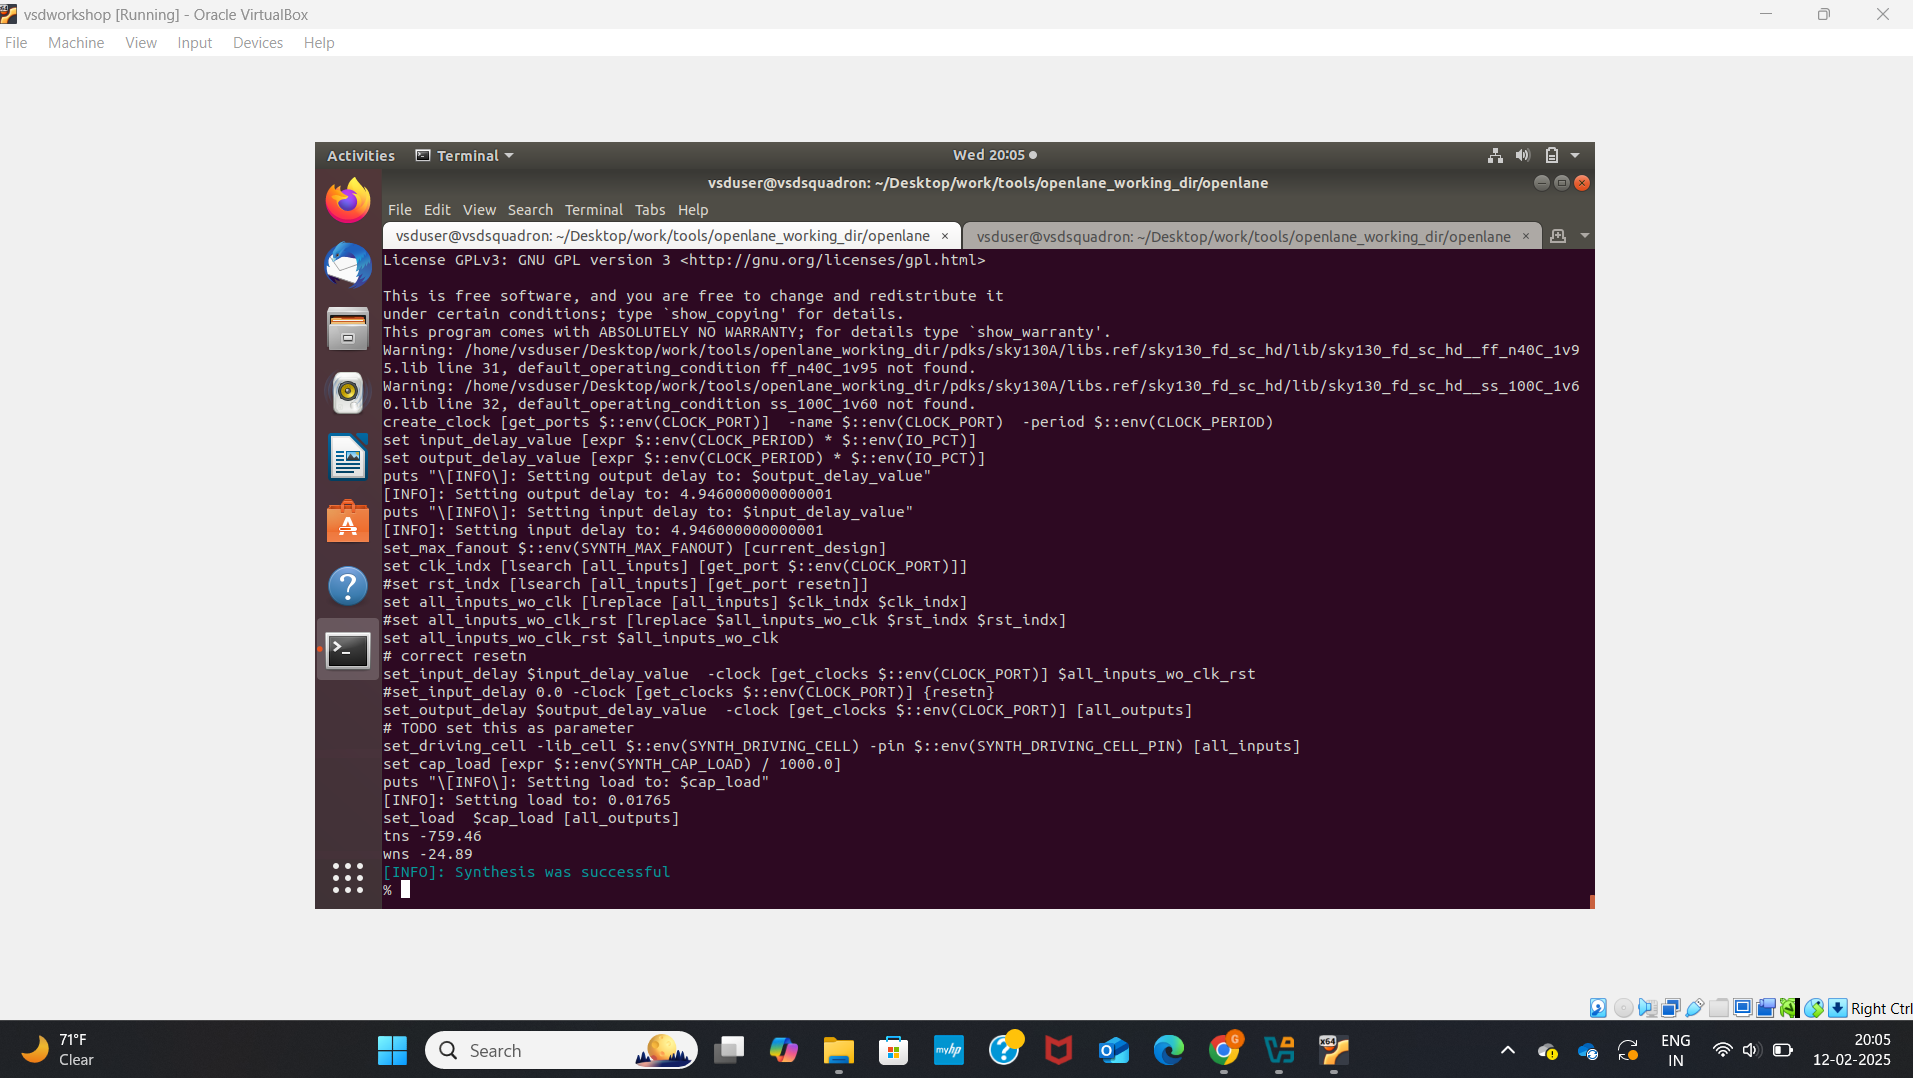 vsdworkshop [Running] - Oracle VirtualBox
File Machine View Input Devices Help
Activities Terminal Wed 20:05
vsduser@vsdsquadron: ~/Desktop/work/tools/openlane_working_dir/openlane
File Edit View Search Terminal Tabs Help
vsduser@vsdsquadron: ~/Desktop/work/tools/openlane_working_dir/openlane × vsduser@vsdsquadron: ~/Desktop/work/tools/openlane_working_dir/openlane ×
License GPLv3: GNU GPL version 3 <http://gnu.org/licenses/gpl.html>
This is free software, and you are free to change and redistribute it
under certain conditions; type `show_copying' for details.
This program comes with ABSOLUTELY NO WARRANTY; for details type `show_warranty'.
Warning: /home/vsduser/Desktop/work/tools/openlane_working_dir/pdks/sky130A/libs.ref/sky130_fd_sc_hd/lib/sky130_fd_sc_hd__ff_n40C_1v9
5.lib line 31, default_operating_condition ff_n40C_1v95 not found.
Warning: /home/vsduser/Desktop/work/tools/openlane_working_dir/pdks/sky130A/libs.ref/sky130_fd_sc_hd/lib/sky130_fd_sc_hd__ss_100C_1v6
0.lib line 32, default_operating_condition ss_100C_1v60 not found.
create_clock [get_ports $::env(CLOCK_PORT)]  -name $::env(CLOCK_PORT)  -period $::env(CLOCK_PERIOD)
set input_delay_value [expr $::env(CLOCK_PERIOD) * $::env(IO_PCT)]
set output_delay_value [expr $::env(CLOCK_PERIOD) * $::env(IO_PCT)]
puts "\[INFO\]: Setting output delay to: $output_delay_value"
[INFO]: Setting output delay to: 4.946000000000001
puts "\[INFO\]: Setting input delay to: $input_delay_value"
[INFO]: Setting input delay to: 4.946000000000001
set_max_fanout $::env(SYNTH_MAX_FANOUT) [current_design]
set clk_indx [lsearch [all_inputs] [get_port $::env(CLOCK_PORT)]]
#set rst_indx [lsearch [all_inputs] [get_port resetn]]
set all_inputs_wo_clk [lreplace [all_inputs] $clk_indx $clk_indx]
#set all_inputs_wo_clk_rst [lreplace $all_inputs_wo_clk $rst_indx $rst_indx]
set all_inputs_wo_clk_rst $all_inputs_wo_clk
# correct resetn
set_input_delay $input_delay_value  -clock [get_clocks $::env(CLOCK_PORT)] $all_inputs_wo_clk_rst
#set_input_delay 0.0 -clock [get_clocks $::env(CLOCK_PORT)] {resetn}
set_output_delay $output_delay_value  -clock [get_clocks $::env(CLOCK_PORT)] [all_outputs]
# TODO set this as parameter
set_driving_cell -lib_cell $::env(SYNTH_DRIVING_CELL) -pin $::env(SYNTH_DRIVING_CELL_PIN) [all_inputs]
set cap_load [expr $::env(SYNTH_CAP_LOAD) / 1000.0]
puts "\[INFO\]: Setting load to: $cap_load"
[INFO]: Setting load to: 0.01765
set_load  $cap_load [all_outputs]
tns -759.46
wns -24.89
[INFO]: Synthesis was successful
%
Right Ctrl
71°F
Clear
Search
myhp
G
x64
ENG
IN
20:05
12-02-2025